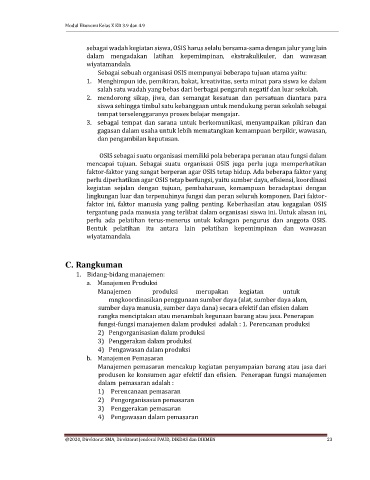 Modul Ekonomi Kelas X KD 3.9 dan 4.9
sebagai wadah kegiatan siswa, OSIS harus selalu bersama-sama dengan jalur yang lain
dalam mengadakan latihan kepemimpinan, ekstrakulikuler, dan wawasan
wiyatamandala.
Sebagai sebuah organisasi OSIS mempunyai beberapa tujuan utama yaitu:
1. Menghimpun ide, pemikiran, bakat, kreativitas, serta minat para siswa ke dalam
salah satu wadah yang bebas dari berbagai pengaruh negatif dan luar sekolah.
2. mendorong sikap, jiwa, dan semangat kesatuan dan persatuan diantara para
siswa sehingga timbul satu kebanggaan untuk mendukung peran sekolah sebagai
tempat terselenggaranya proses belajar mengajar.
3. sebagai tempat dan sarana untuk berkomunikasi, menyampaikan pikiran dan
gagasan dalam usaha untuk lebih mematangkan kemampuan berpikir, wawasan,
dan pengambilan keputusan.
OSIS sebagai suatu organisasi memiliki pola beberapa peranan atau fungsi dalam
mencapai tujuan. Sebagai suatu organisasi OSIS juga perlu juga memperhatikan
faktor-faktor yang sangat berperan agar OSIS tetap hidup. Ada beberapa faktor yang
perlu diperhatikan agar OSIS tetap berfungsi, yaitu sumber daya, efisiensi, koordinasi
kegiatan sejalan dengan tujuan, pembaharuan, kemampuan beradaptasi dengan
lingkungan luar dan terpenuhinya fungsi dan peran seluruh komponen. Dari faktor-
faktor ini, faktor manusia yang paling penting. Keberhasilan atau kegagalan OSIS
tergantung pada manusia yang terlibat dalam organisasi siswa ini. Untuk alasan ini,
perlu ada pelatihan terus-menerus untuk kalangan pengurus dan anggota OSIS.
Bentuk pelatihan itu antara lain pelatihan kepemimpinan dan wawasan
wiyatamandala.
C. Rangkuman
1. Bidang-bidang manajemen:
a. Manajemen Produksi
Manajemen produksi merupakan kegiatan untuk
mngkoordinasikan penggunaan sumber daya (alat, sumber daya alam,
sumber daya manusia, sumber daya dana) secara efektif dan efisien dalam
rangka menciptakan atau menambah kegunaan barang atau jasa. Penerapan
fungsi-fungsi manajemen dalam produksi adalah : 1. Perencanan produksi
2) Pengorganisasian dalam produksi
3) Penggerakan dalam produksi
4) Pengawasan dalam produksi
b. Manajemen Pemasaran
Manajemen pemasaran mencakup kegiatan penyampaian barang atau jasa dari
produsen ke konsumen agar efektif dan efisien. Penerapan fungsi manajemen
dalam pemasaran adalah :
1) Perencanaan pemasaran
2) Pengorganisasian pemasaran
3) Penggerakan pemasaran
4) Pengawasan dalam pemasaran
@2020, Direktorat SMA, Direktorat Jenderal PAUD, DIKDAS dan DIKMEN 23